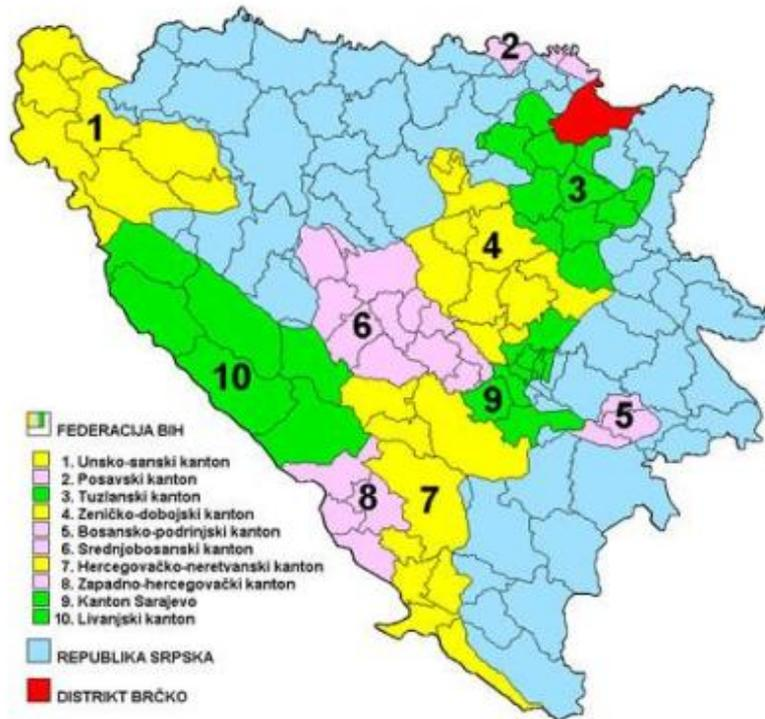 2
1
3
4
6
10
9
5
8
7
FEDERACIJA BIH
1. Unsko-sanski kanton
2. Posavski kanton
3. Tuzlanski kanton
4. Zeničko-dobojski kanton
5. Bosansko-podrinjski kanton
6. Srednjobosanski kanton
7. Hercegovačko-neretvanski kanton
8. Zapadno-hercegovački kanton
9. Kanton Sarajevo
10. Livanjski kanton
REPUBLIKA SRPSKA
DISTRIKT BRČKO